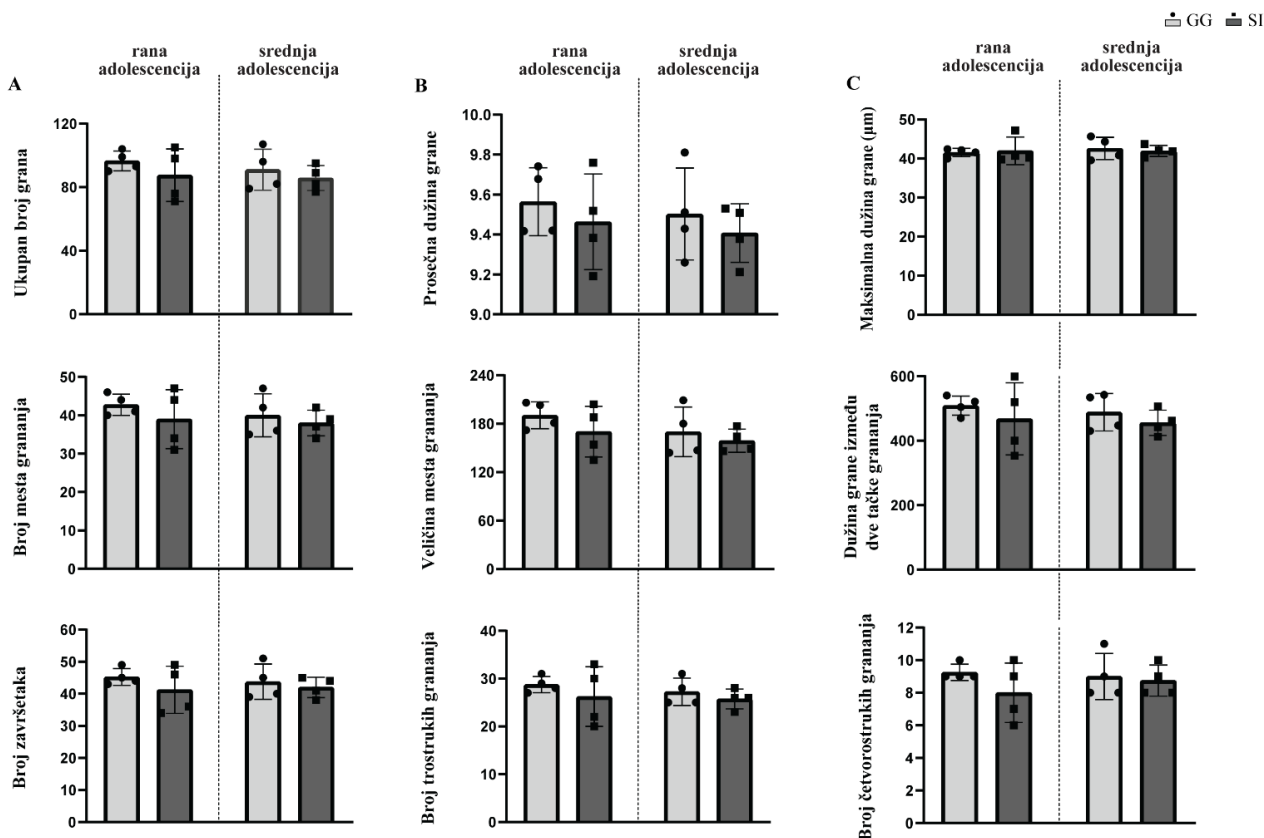 GG SI
rana
adolescencija
srednja
adolescencija
rana
adolescencija
srednja
adolescencija
rana
adolescencija
srednja
adolescencija
A
Ukupan broj grana
120
80
40
0
B
Prosečna dužina grane
10.0
9.8
9.6
9.4
9.2
9.0
C
Maksimalna dužina grane (µm)
50
40
30
20
10
0
Broj mesta grananja
50
40
30
20
10
0
Veličina mesta grananja
240
180
120
60
0
Dužina grane između
dve tačke grananja
600
400
200
0
Broj završetaka
60
50
40
30
20
10
0
Broj trostrukih grananja
40
30
20
10
0
Broj četvorostrukih grananja
12
10
8
6
4
2
0